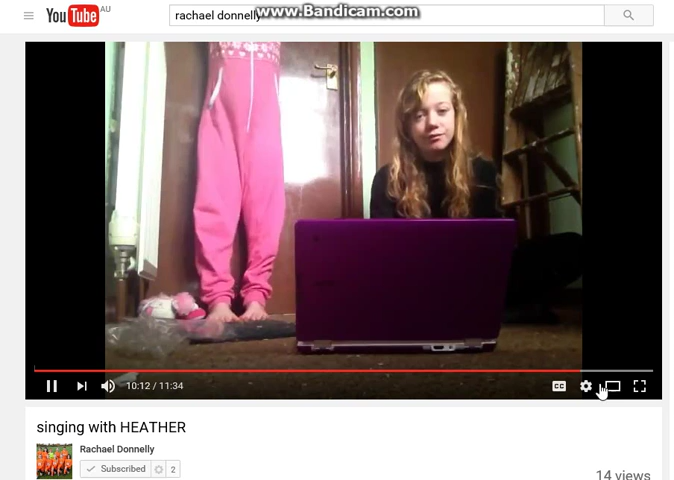 YouTube AU
rachael donnelly
www.Bandicam.com
10:12 / 11:34
CC
singing with HEATHER
Rachael Donnelly
Subscribed 2
14 views